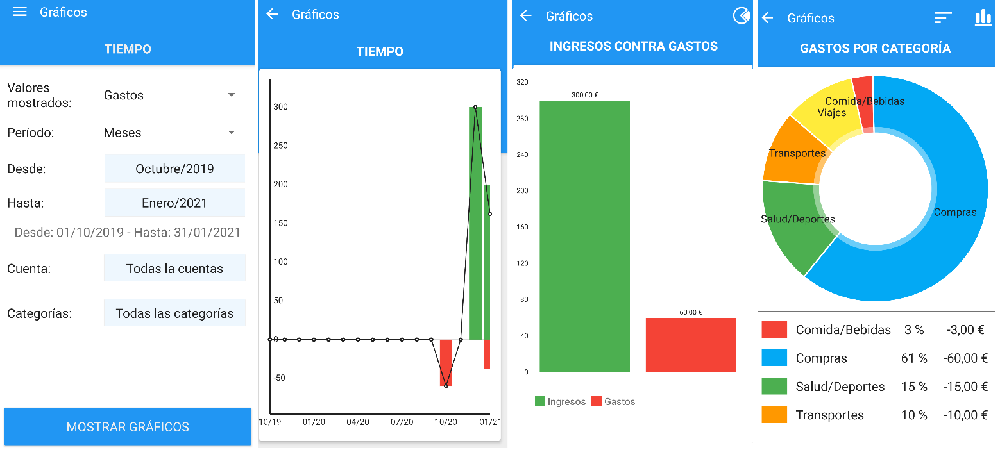 Gráficos
TIEMPO
Valores
mostrados:
Gastos
Período:
Meses
Desde:
Octubre/2019
Hasta:
Enero/2021
Desde: 01/10/2019 - Hasta: 31/01/2021
Cuenta:
Todas la cuentas
Categorías:
Todas las categorías
MOSTRAR GRÁFICOS
Gráficos
TIEMPO
300
250
200
150
100
50
0
-50
10/19 01/20 04/20 07/20 10/20 01/21
Gráficos
INGRESOS CONTRA GASTOS
320
300,00 €
280
240
200
160
120
80
60,00 €
40
0
Ingresos Gastos
Gráficos
GASTOS POR CATEGORÍA
Comida/Bebidas
Viajes
Transportes
Compras
Salud/Deportes
Comida/Bebidas 3 % -3,00 €
Compras 61 % -60,00 €
Salud/Deportes 15 % -15,00 €
Transportes 10 % -10,00 €